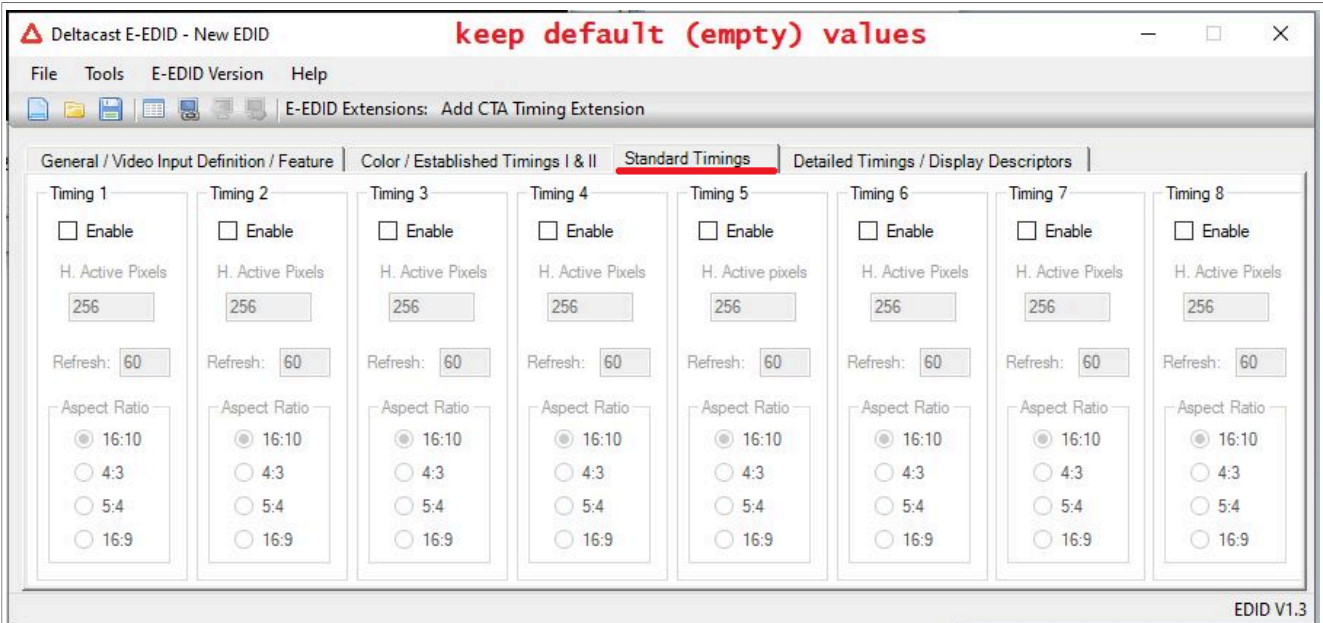 Deltacast E-EDID - New EDID keep default (empty) values
File Tools E-EDID Version Help
E-EDID Extensions: Add CTA Timing Extension
General / Video Input Definition / Feature Color / Established Timings I & II Standard Timings Detailed Timings / Display Descriptors
Timing 1 Timing 2 Timing 3 Timing 4 Timing 5 Timing 6 Timing 7 Timing 8
Enable Enable Enable Enable Enable Enable Enable Enable
H. Active Pixels H. Active Pixels H. Active Pixels H. Active Pixels H. Active pixels H. Active Pixels H. Active Pixels H. Active Pixels
256 256 256 256 256 256 256 256
Refresh: 60 Refresh: 60 Refresh: 60 Refresh: 60 Refresh: 60 Refresh: 60 Refresh: 60 Refresh: 60
Aspect Ratio Aspect Ratio Aspect Ratio Aspect Ratio Aspect Ratio Aspect Ratio Aspect Ratio Aspect Ratio
16:10 16:10 16:10 16:10 16:10 16:10 16:10 16:10
4:3 4:3 4:3 4:3 4:3 4:3 4:3 4:3
5:4 5:4 5:4 5:4 5:4 5:4 5:4 5:4
16:9 16:9 16:9 16:9 16:9 16:9 16:9 16:9
EDID V1.3